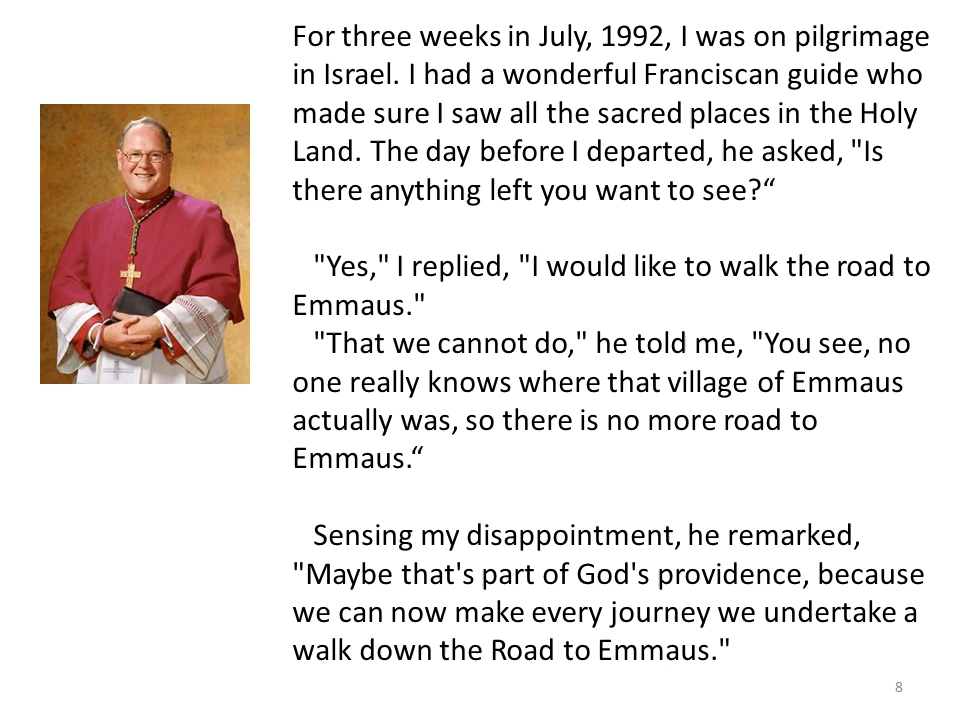 For three weeks in July, 1992, I was on pilgrimage
in Israel. I had a wonderful Franciscan guide who
made sure I saw all the sacred places in the Holy
Land. The day before I departed, he asked, "Is
there anything left you want to see?“
"Yes," I replied, "I would like to walk the road to
Emmaus."
"That we cannot do," he told me, "You see, no
one really knows where that village of Emmaus
actually was, so there is no more road to
Emmaus.“
Sensing my disappointment, he remarked,
"Maybe that's part of God's providence, because
we can now make every journey we undertake a
walk down the Road to Emmaus."
8